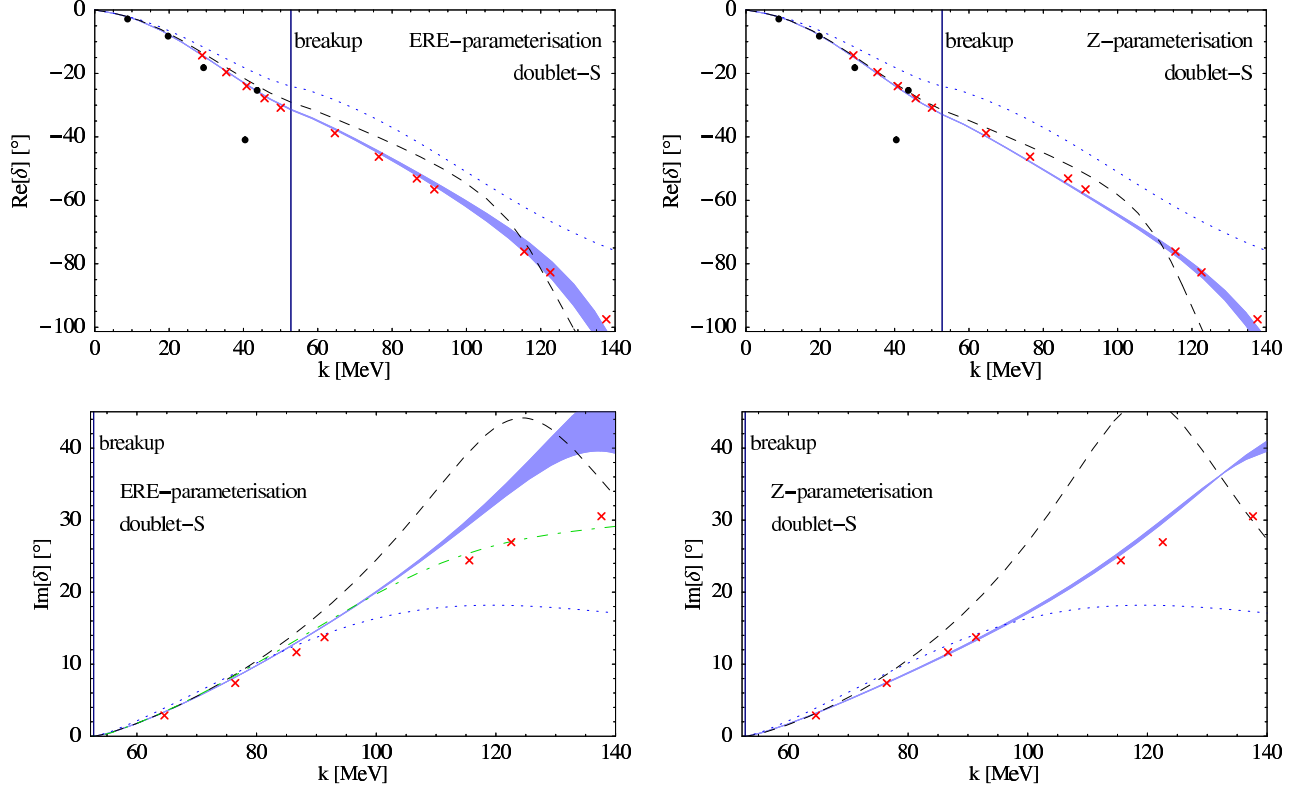 0
−20
−40
−60
−80
−100
Re[δ] [°]
breakup
ERE−parameterisation
doublet−S
0 20 40 60 80 100 120 140
k [MeV]
0
−20
−40
−60
−80
−100
Re[δ] [°]
breakup
Z−parameterisation
doublet−S
0 20 40 60 80 100 120 140
k [MeV]
40
30
20
10
0
Im[δ] [°]
breakup
ERE−parameterisation
doublet−S
60 80 100 120 140
k [MeV]
40
30
20
10
0
Im[δ] [°]
breakup
Z−parameterisation
doublet−S
60 80 100 120 140
k [MeV]